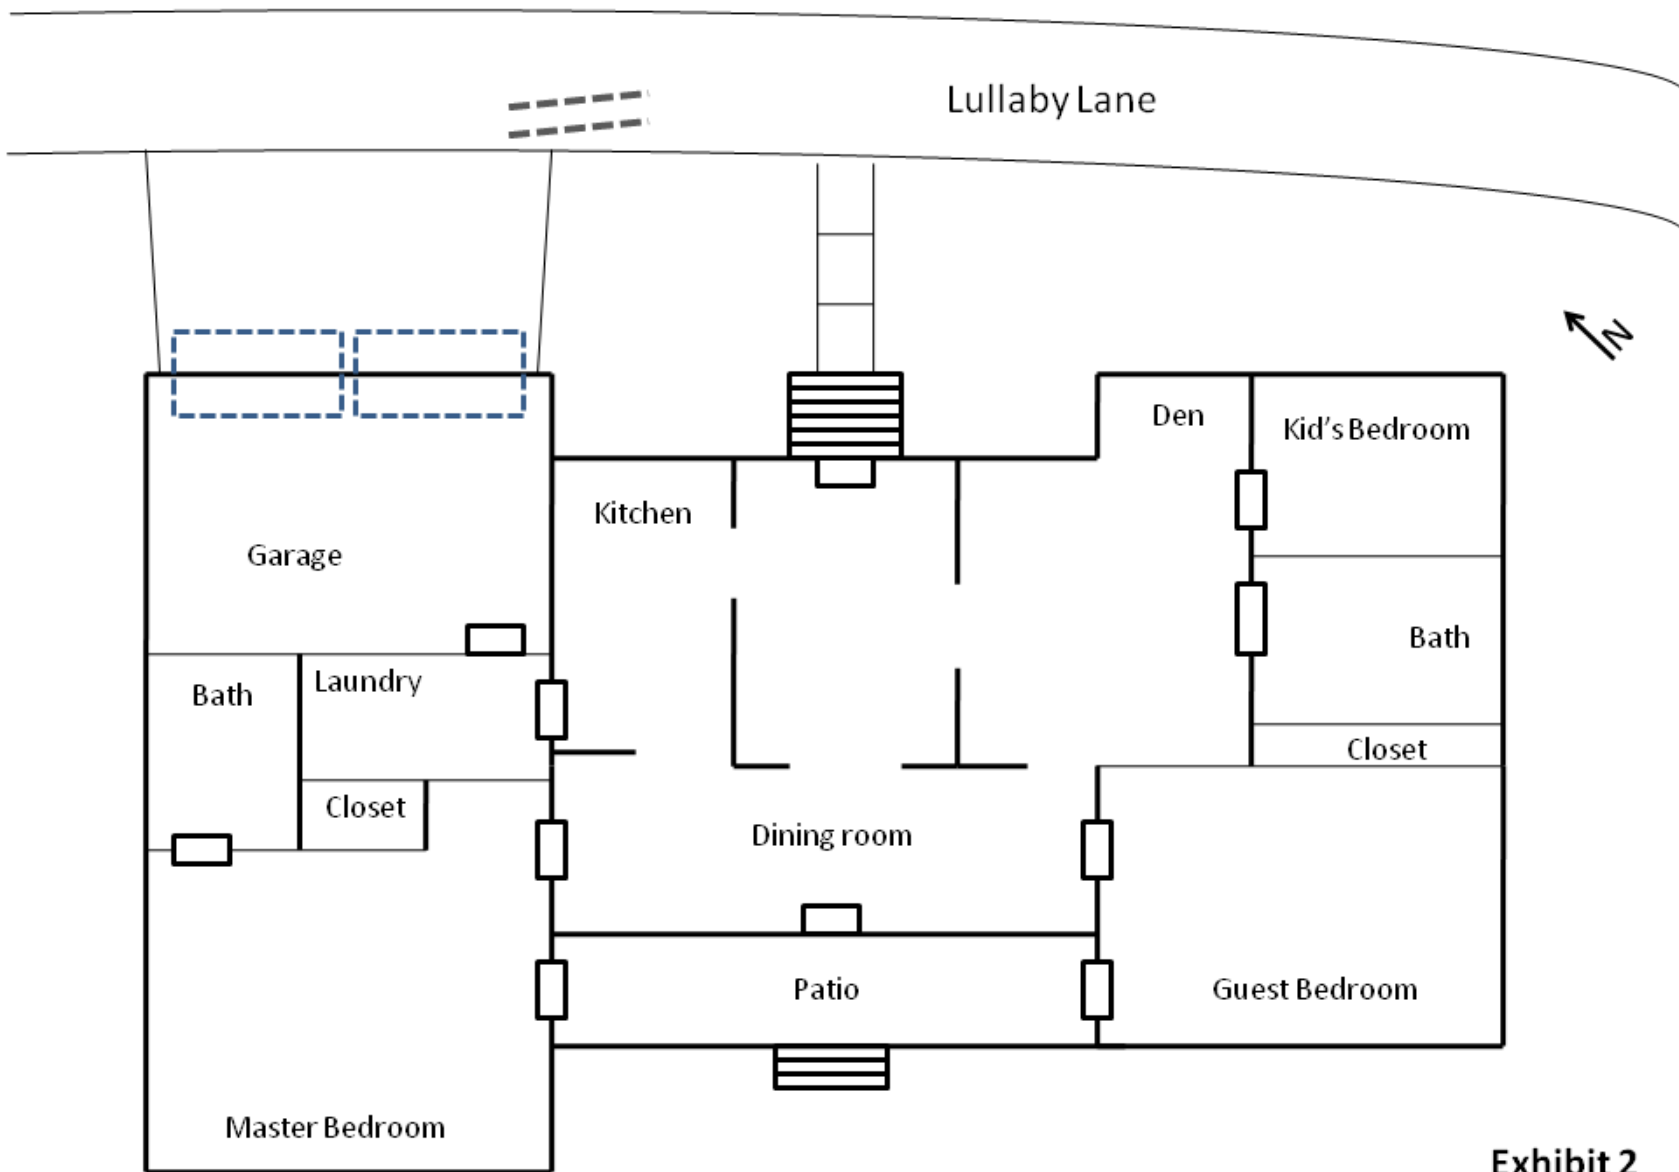 Lullaby Lane
N
Den
Kid's Bedroom
Kitchen
Garage
Bath
Bath
Laundry
Closet
Closet
Dining room
Patio
Guest Bedroom
Master Bedroom
Exhibit 2